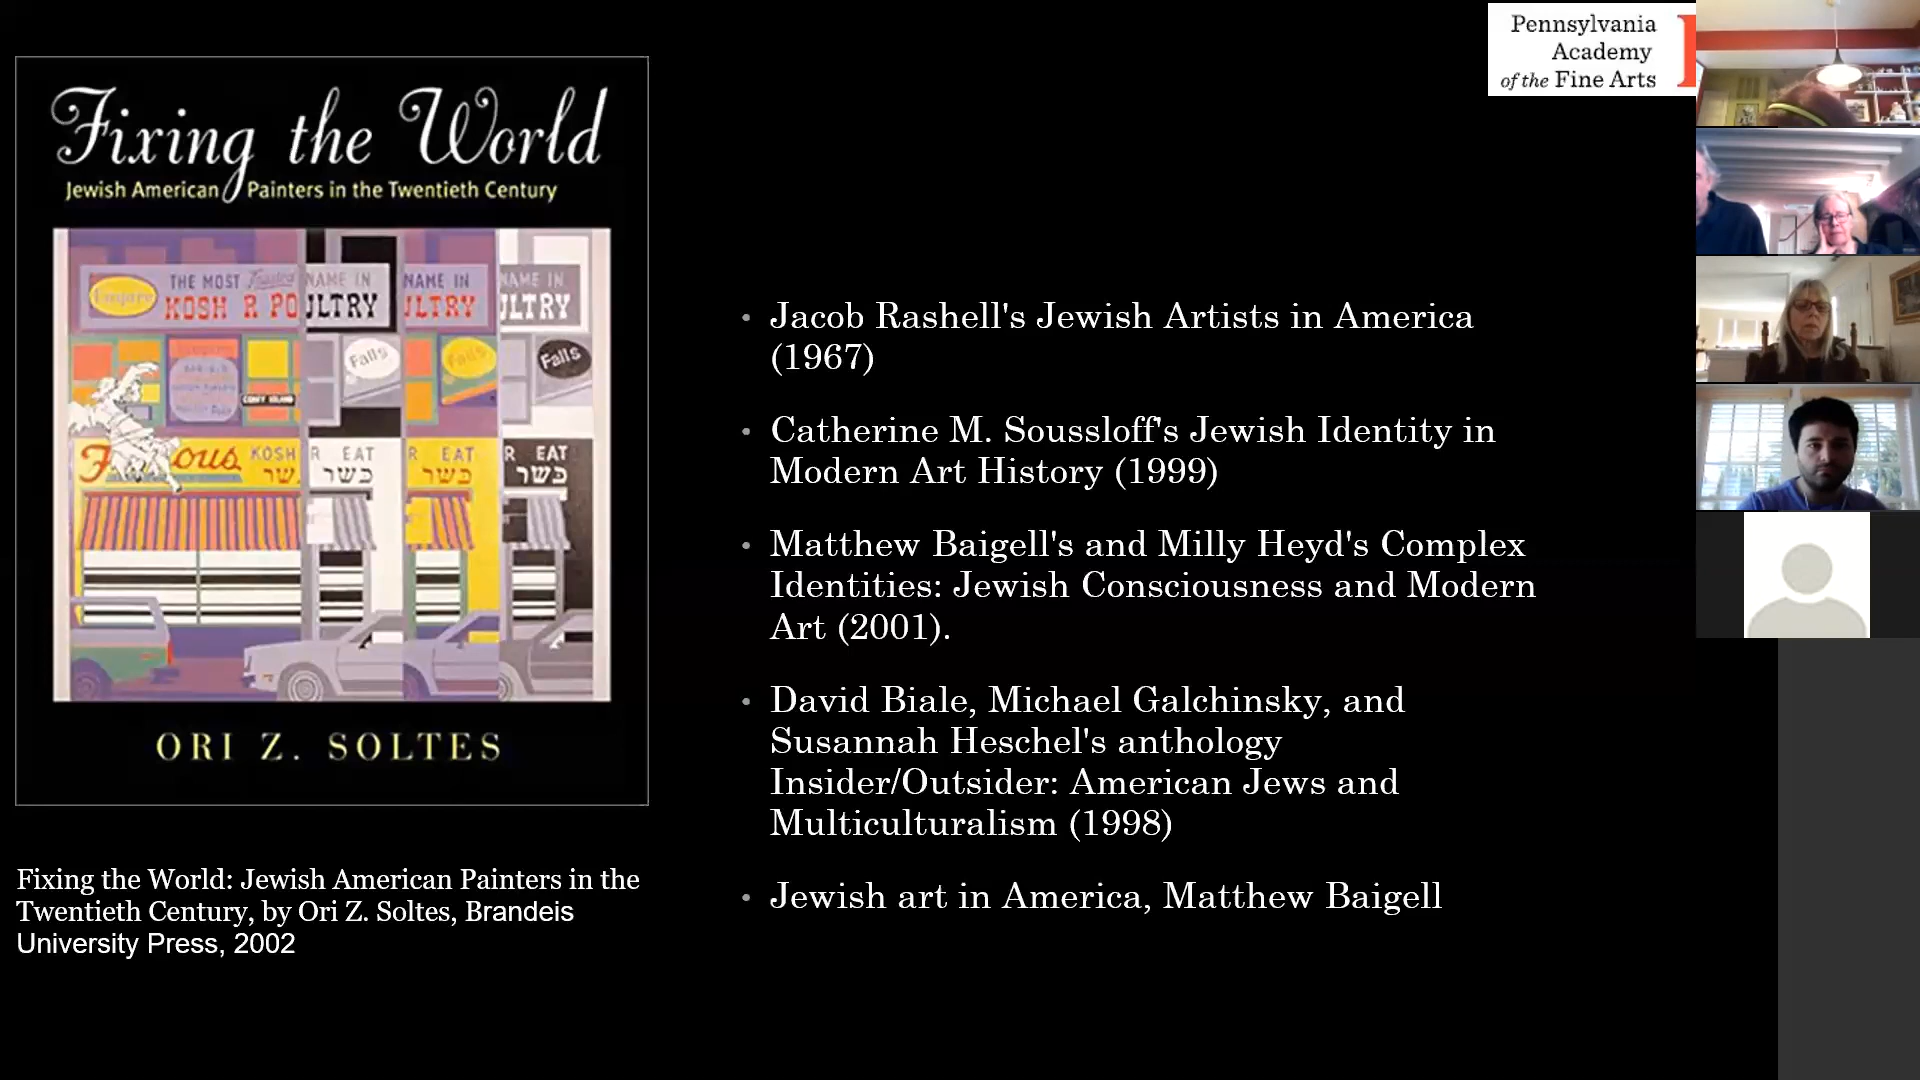 Pennsylvania
Academy
of the Fine Arts
Fixing the World
Jewish American Painters in the Twentieth Century
Empire
THE MOST Trusted NAME IN NAME IN NAME IN
KOSH R PO ULTRY ULTRY ULTRY
Falls Falls Falls
CONEY ISLAND
KOSH R EAT R EAT R EAT
כשר כשר כשר
ORI Z. SOLTES
Fixing the World: Jewish American Painters in the
Twentieth Century, by Ori Z. Soltes, Brandeis
University Press, 2002
• Jacob Rashell's Jewish Artists in America
(1967)
• Catherine M. Soussloff's Jewish Identity in
Modern Art History (1999)
• Matthew Baigell's and Milly Heyd's Complex
Identities: Jewish Consciousness and Modern
Art (2001).
• David Biale, Michael Galchinsky, and
Susannah Heschel's anthology
Insider/Outsider: American Jews and
Multiculturalism (1998)
• Jewish art in America, Matthew Baigell